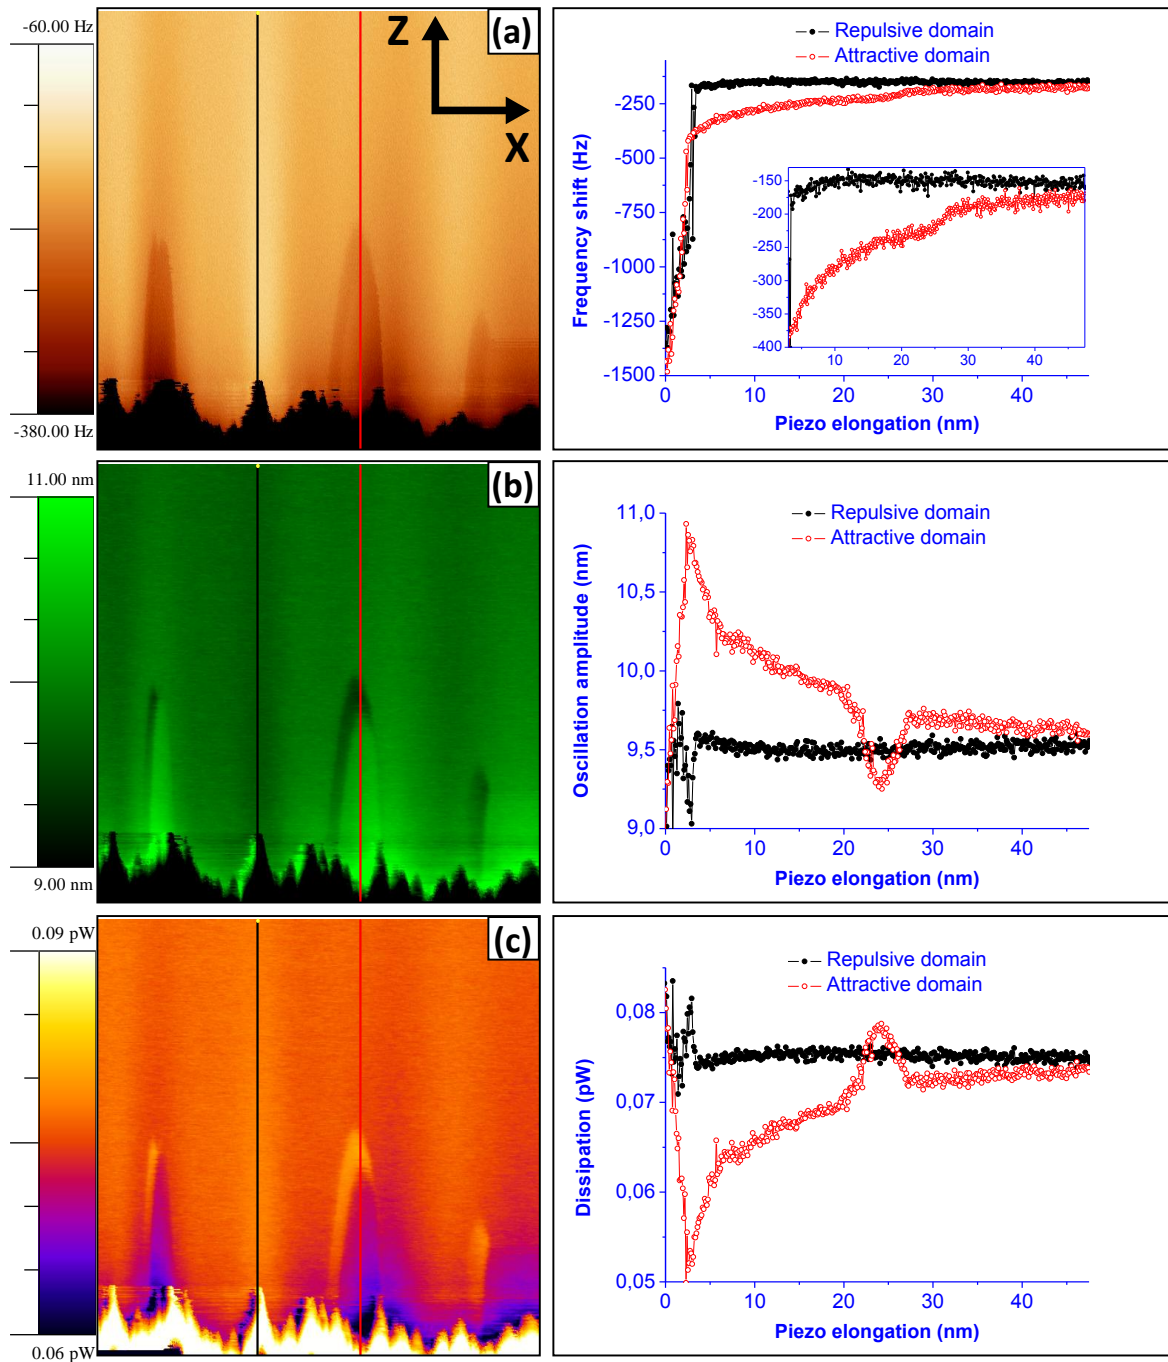 -60.00 Hz
-380.00 Hz
(a)
Z
X
Repulsive domain
Attractive domain
Frequency shift (Hz)
-250
-500
-750
-1000
-1250
-1500
0
10
20
30
40
Piezo elongation (nm)
-150
-200
-250
-300
-350
-400
10
20
30
40
11.00 nm
9.00 nm
(b)
Repulsive domain
Attractive domain
Oscillation amplitude (nm)
11,0
10,5
10,0
9,5
9,0
0
10
20
30
40
Piezo elongation (nm)
0.09 pW
0.06 pW
(c)
Repulsive domain
Attractive domain
Dissipation (pW)
0,08
0,07
0,06
0,05
0
10
20
30
40
Piezo elongation (nm)